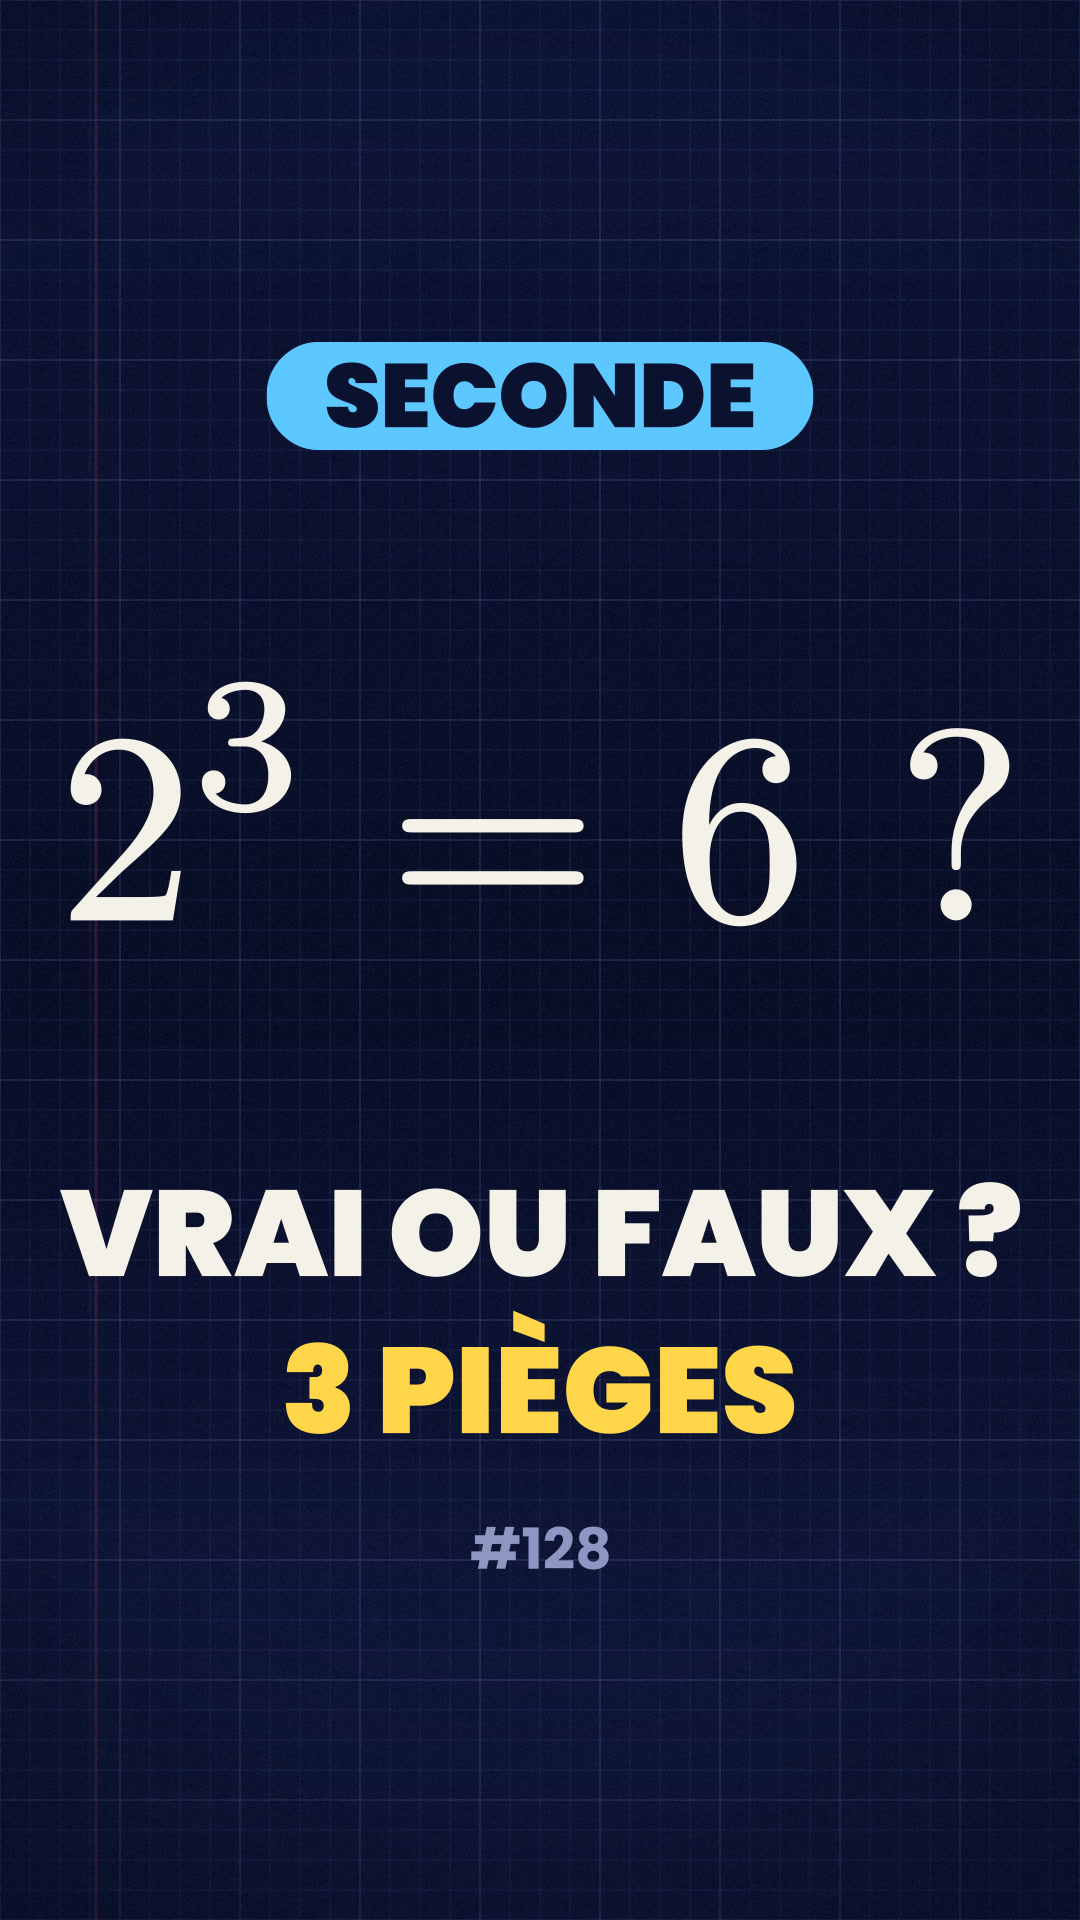 SECONDE
2³ = 6 ?
VRAI OU FAUX ?
3 PIÈGES
#128